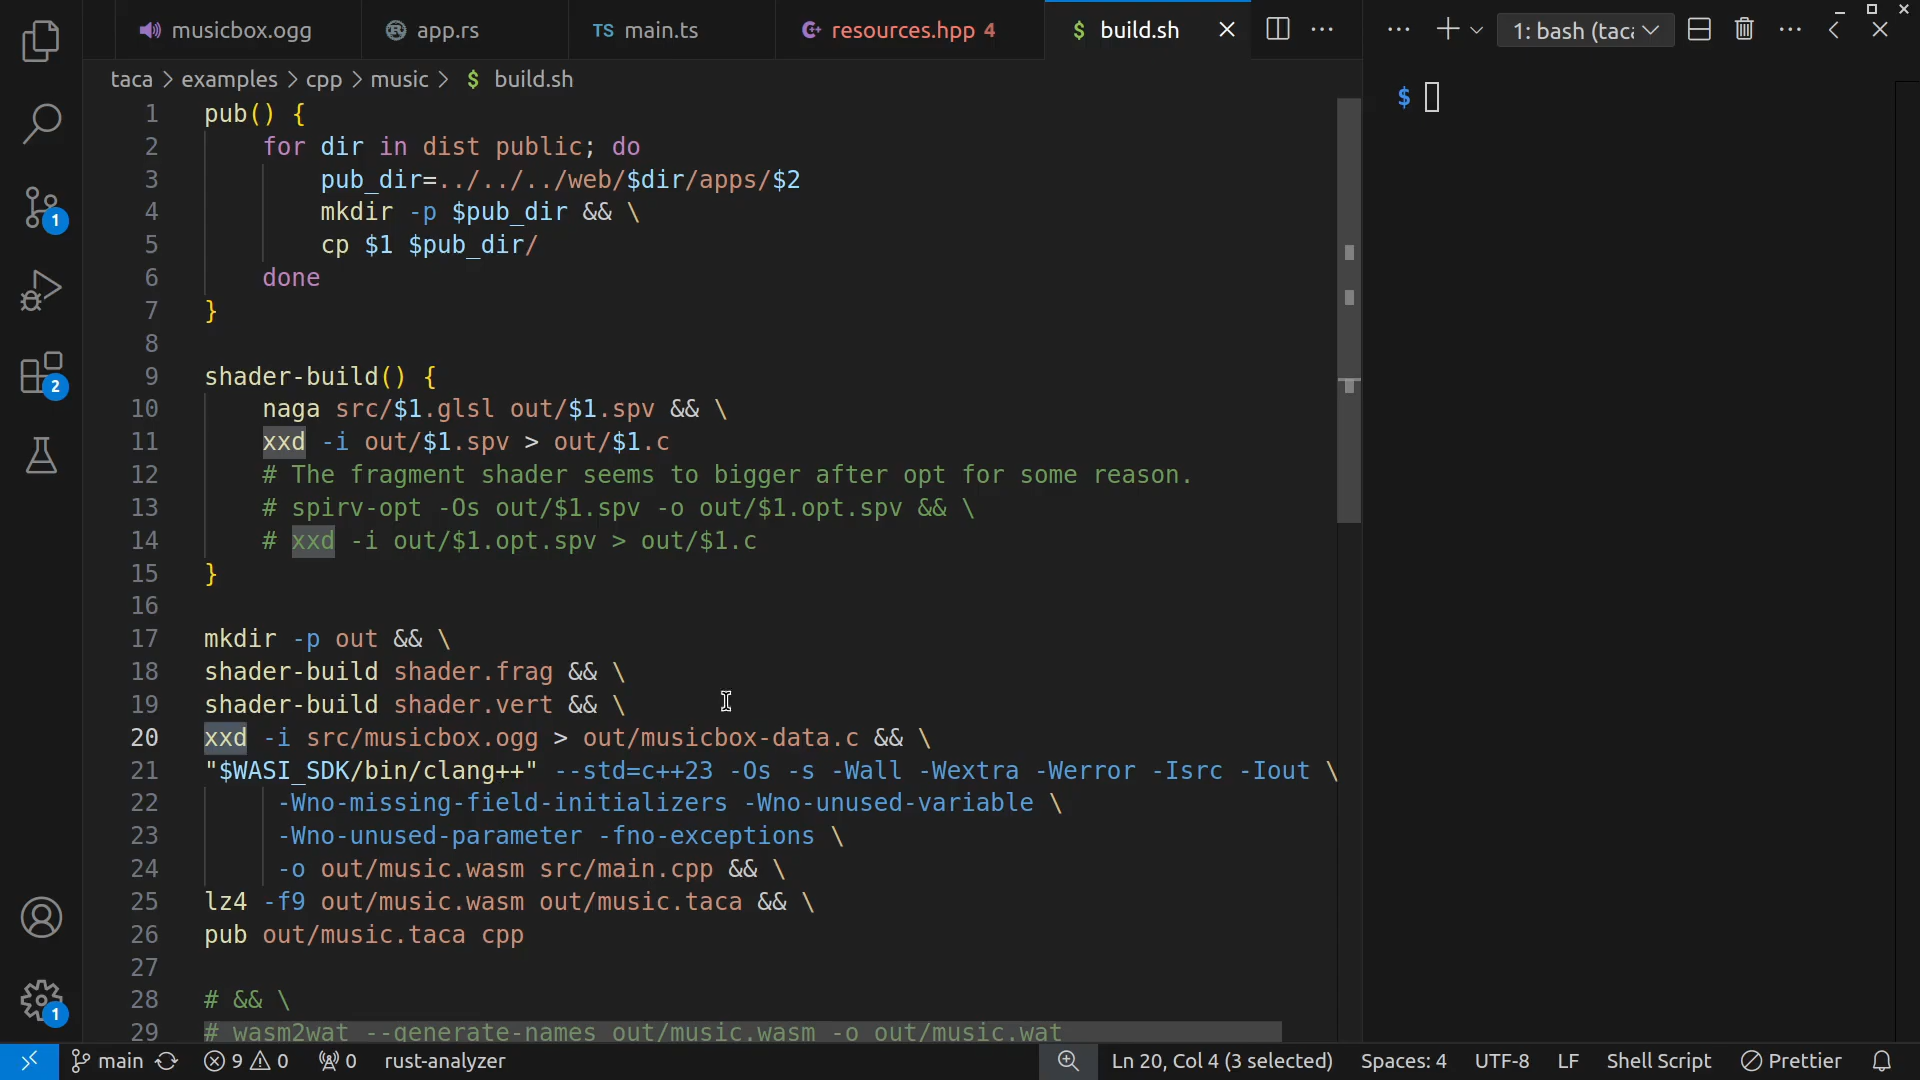 musicbox.ogg
app.rs
TS main.ts
resources.hpp 4
$ build.sh
1: bash (taca
taca > examples > cpp > music > $ build.sh
$
1 pub() {
2 for dir in dist public; do
3 pub_dir=../../../web/$dir/apps/$2
4 mkdir -p $pub_dir && \
5 cp $1 $pub_dir/
6 done
7 }
8
9 shader-build() {
10 naga src/$1.glsl out/$1.spv && \
11 xxd -i out/$1.spv > out/$1.c
12 # The fragment shader seems to bigger after opt for some reason.
13 # spirv-opt -Os out/$1.spv -o out/$1.opt.spv && \
14 # xxd -i out/$1.opt.spv > out/$1.c
15 }
16
17 mkdir -p out && \
18 shader-build shader.frag && \
19 shader-build shader.vert && \
20 xxd -i src/musicbox.ogg > out/musicbox-data.c && \
21 "$WASI_SDK/bin/clang++" --std=c++23 -Os -s -Wall -Wextra -Werror -Isrc -Iout \
22 -Wno-missing-field-initializers -Wno-unused-variable \
23 -Wno-unused-parameter -fno-exceptions \
24 -o out/music.wasm src/main.cpp && \
25 lz4 -f9 out/music.wasm out/music.taca && \
26 pub out/music.taca cpp
27
28 # && \
29 # wasm2wat --generate-names out/music.wasm -o out/music.wat
1
2
1
main
9 0
0
rust-analyzer
Ln 20, Col 4 (3 selected)
Spaces: 4
UTF-8
LF
Shell Script
Prettier